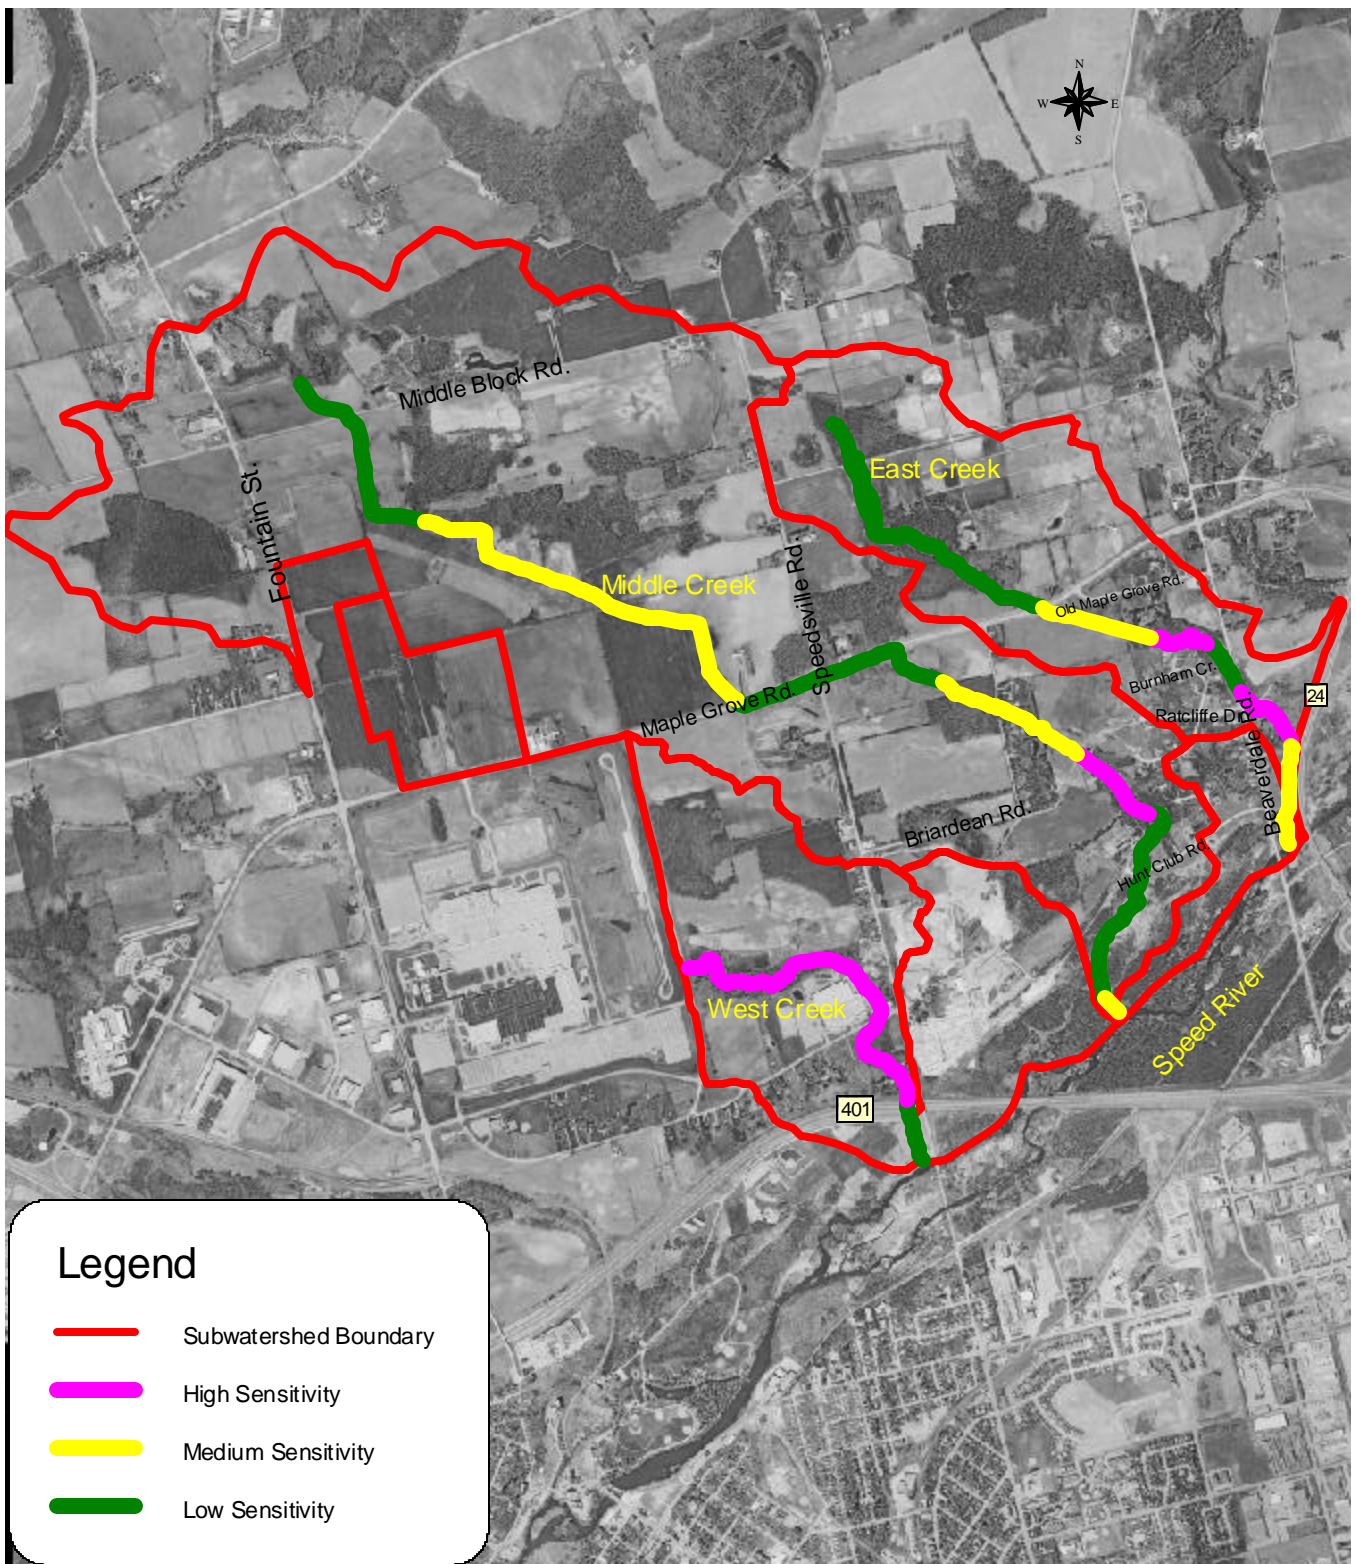 N
W E
S
Middle Block Rd.
East Creek
Fountain St.
Middle Creek
Speedsville Rd.
Old Maple Grove Rd.
Burnham Cr.
24
Maple Grove Rd.
Ratcliffe Dr.
Beaverdale Rd.
Briardean Rd.
Hunt Club Rd.
West Creek
Speed River
401
Legend
Subwatershed Boundary
High Sensitivity
Medium Sensitivity
Low Sensitivity